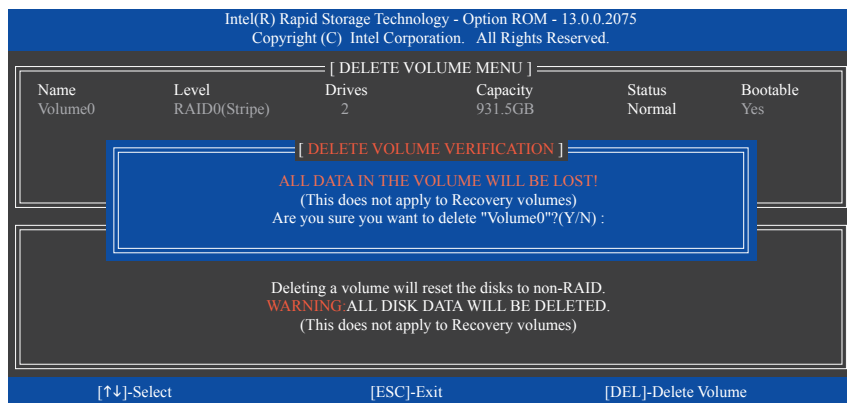 Intel(R) Rapid Storage Technology - Option ROM - 13.0.0.2075
Copyright (C) Intel Corporation. All Rights Reserved.
[ DELETE VOLUME MENU ]
Name Level Drives Capacity Status Bootable
Volume0 RAID0(Stripe) 2 931.5GB Normal Yes
[ DELETE VOLUME VERIFICATION ]
ALL DATA IN THE VOLUME WILL BE LOST!
(This does not apply to Recovery volumes)
Are you sure you want to delete "Volume0"?(Y/N) :
Deleting a volume will reset the disks to non-RAID.
WARNING:ALL DISK DATA WILL BE DELETED.
(This does not apply to Recovery volumes)
[↑↓]-Select [ESC]-Exit [DEL]-Delete Volume